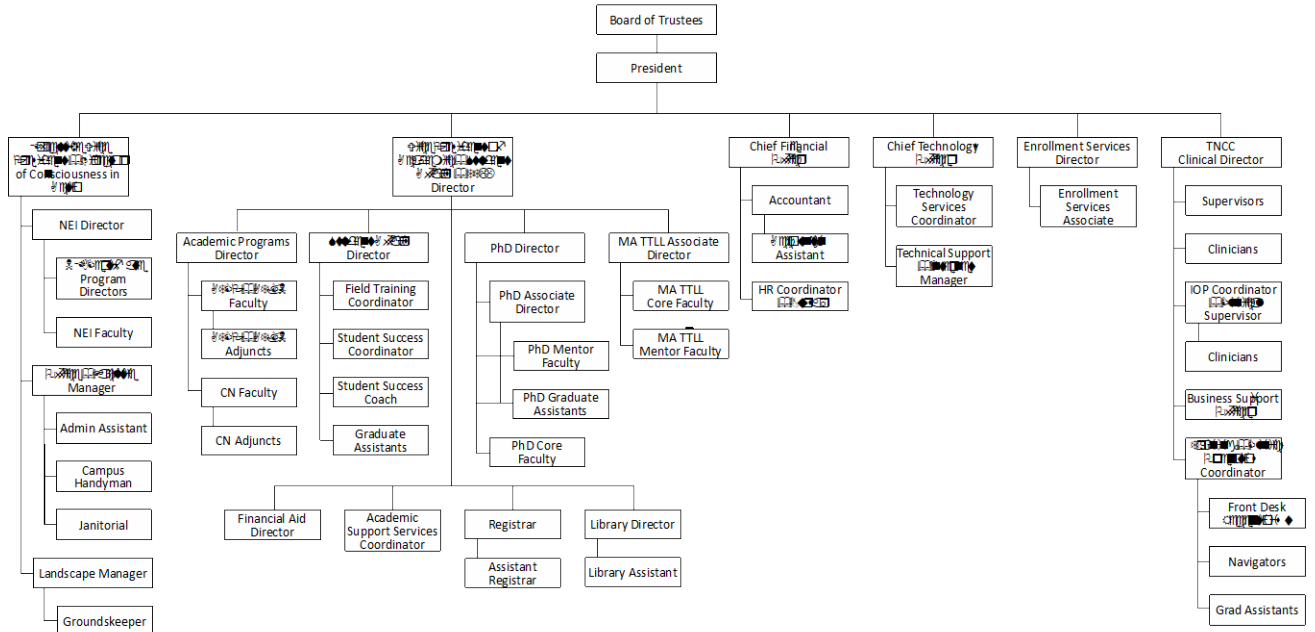 Board of Trustees
President
of Consciousness in
Director
Chief Financial
Chief Technology
Enrollment Services
Director
TNCC
Clinical Director
NEI Director
Program
Directors
NEI Faculty
Manager
Admin Assistant
Campus
Handyman
Janitorial
Landscape Manager
Groundskeeper
Academic Programs
Director
Faculty
Adjuncts
CN Faculty
CN Adjuncts
Director
Field Training
Coordinator
Student Success
Coordinator
Student Success
Coach
Graduate
Assistants
PhD Director
PhD Associate
Director
PhD Mentor
Faculty
PhD Graduate
Assistants
PhD Core
Faculty
MA TTLL Associate
Director
MA TTLL
Core Faculty
MA TTLL
Mentor Faculty
Financial Aid
Director
Academic
Support Services
Coordinator
Registrar
Assistant
Registrar
Library Director
Library Assistant
Accountant
Assistant
HR Coordinator
Technology
Services
Coordinator
Technical Support
Manager
Enrollment
Services
Associate
Supervisors
Clinicians
IOP Coordinator
Supervisor
Clinicians
Business Support
Coordinator
Front Desk
Navigators
Grad Assistants